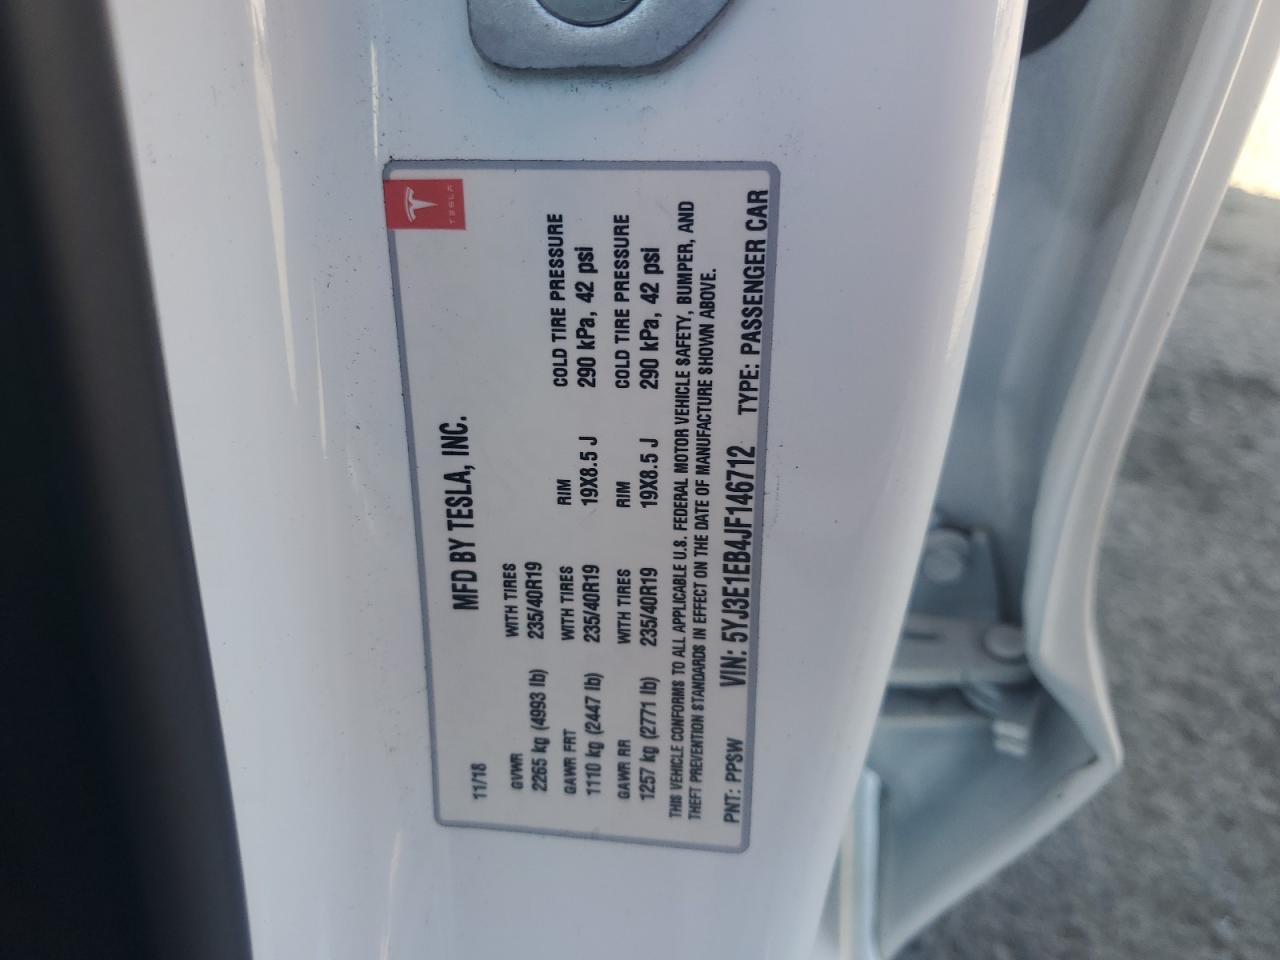 TESLA
MFD BY TESLA, INC.
11/18
GVWR WITH TIRES
2265 kg (4993 lb) 235/40R19
GAWR FRT WITH TIRES RIM COLD TIRE PRESSURE
1110 kg (2447 lb) 235/40R19 19X8.5 J 290 kPa, 42 psi
GAWR RR WITH TIRES RIM COLD TIRE PRESSURE
1257 kg (2771 lb) 235/40R19 19X8.5 J 290 kPa, 42 psi
THIS VEHICLE CONFORMS TO ALL APPLICABLE U.S. FEDERAL MOTOR VEHICLE SAFETY, BUMPER, AND
THEFT PREVENTION STANDARDS IN EFFECT ON THE DATE OF MANUFACTURE SHOWN ABOVE.
PNT: PPSW VIN: 5YJ3E1EB4JF146712 TYPE: PASSENGER CAR